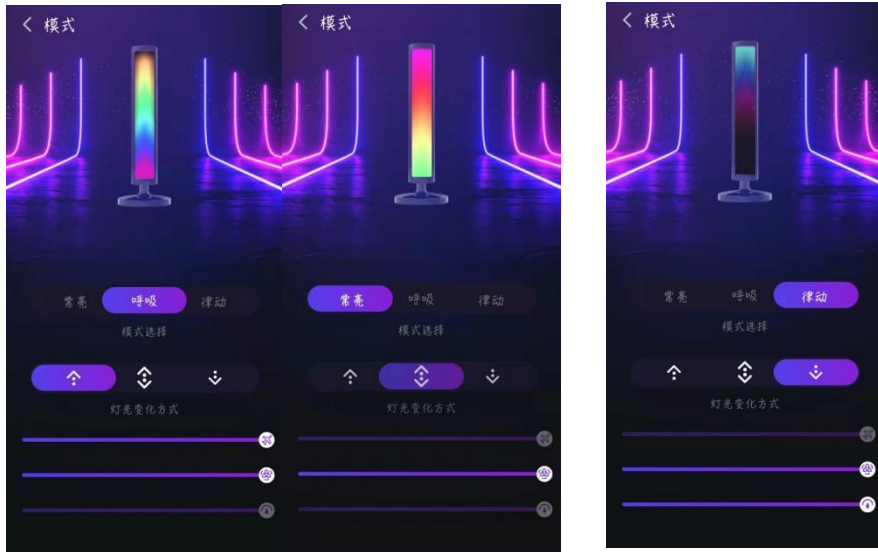 模式
常亮 呼吸 律动
模式选择
灯光变化方式
模式
常亮 呼吸 律动
模式选择
灯光变化方式
模式
常亮 呼吸 律动
模式选择
灯光变化方式